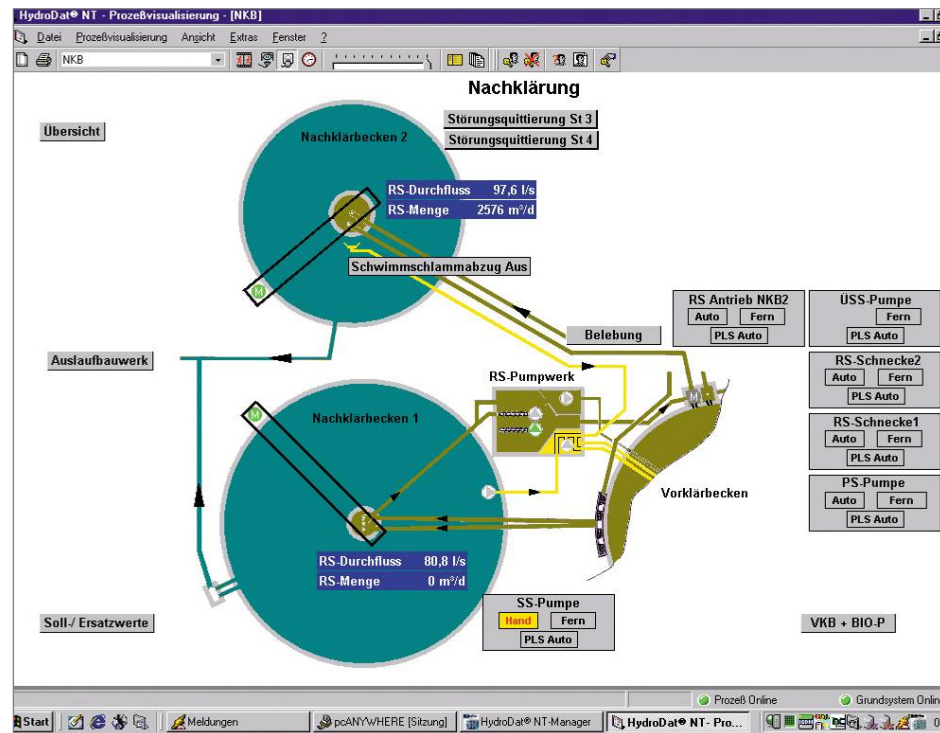 HydroDat® NT - Prozeßvisualisierung - [NKB]
Datei Prozeßvisualisierung Ansicht Extras Fenster ?
NKB
Nachklärung
Übersicht
Nachklärbecken 2
Störungsquittierung St 3
Störungsquittierung St 4
RS-Durchfluss 97,6 l/s
RS-Menge 2576 m³/d
Schwimmschlammabzug Aus
RS Antrieb NKB2
Auto Fern
PLS Auto
ÜSS-Pumpe
Fern
PLS Auto
Belebung
Auslaufbauwerk
RS-Pumpwerk
RS-Schnecke2
Auto Fern
PLS Auto
Nachklärbecken 1
M
M
M
RS-Schnecke1
Auto Fern
PLS Auto
Vorklärbecken
PS-Pumpe
Auto Fern
PLS Auto
RS-Durchfluss 80,8 l/s
RS-Menge 0 m³/d
SS-Pumpe
Hand Fern
PLS Auto
Soll-/ Ersatzwerte
VKB + BIO-P
Prozeß Online
Grundsystem Online
Start
Meldungen
pcANYWHERE [Sitzung]
HydroDat® NT-Manager
HydroDat® NT - Pro...